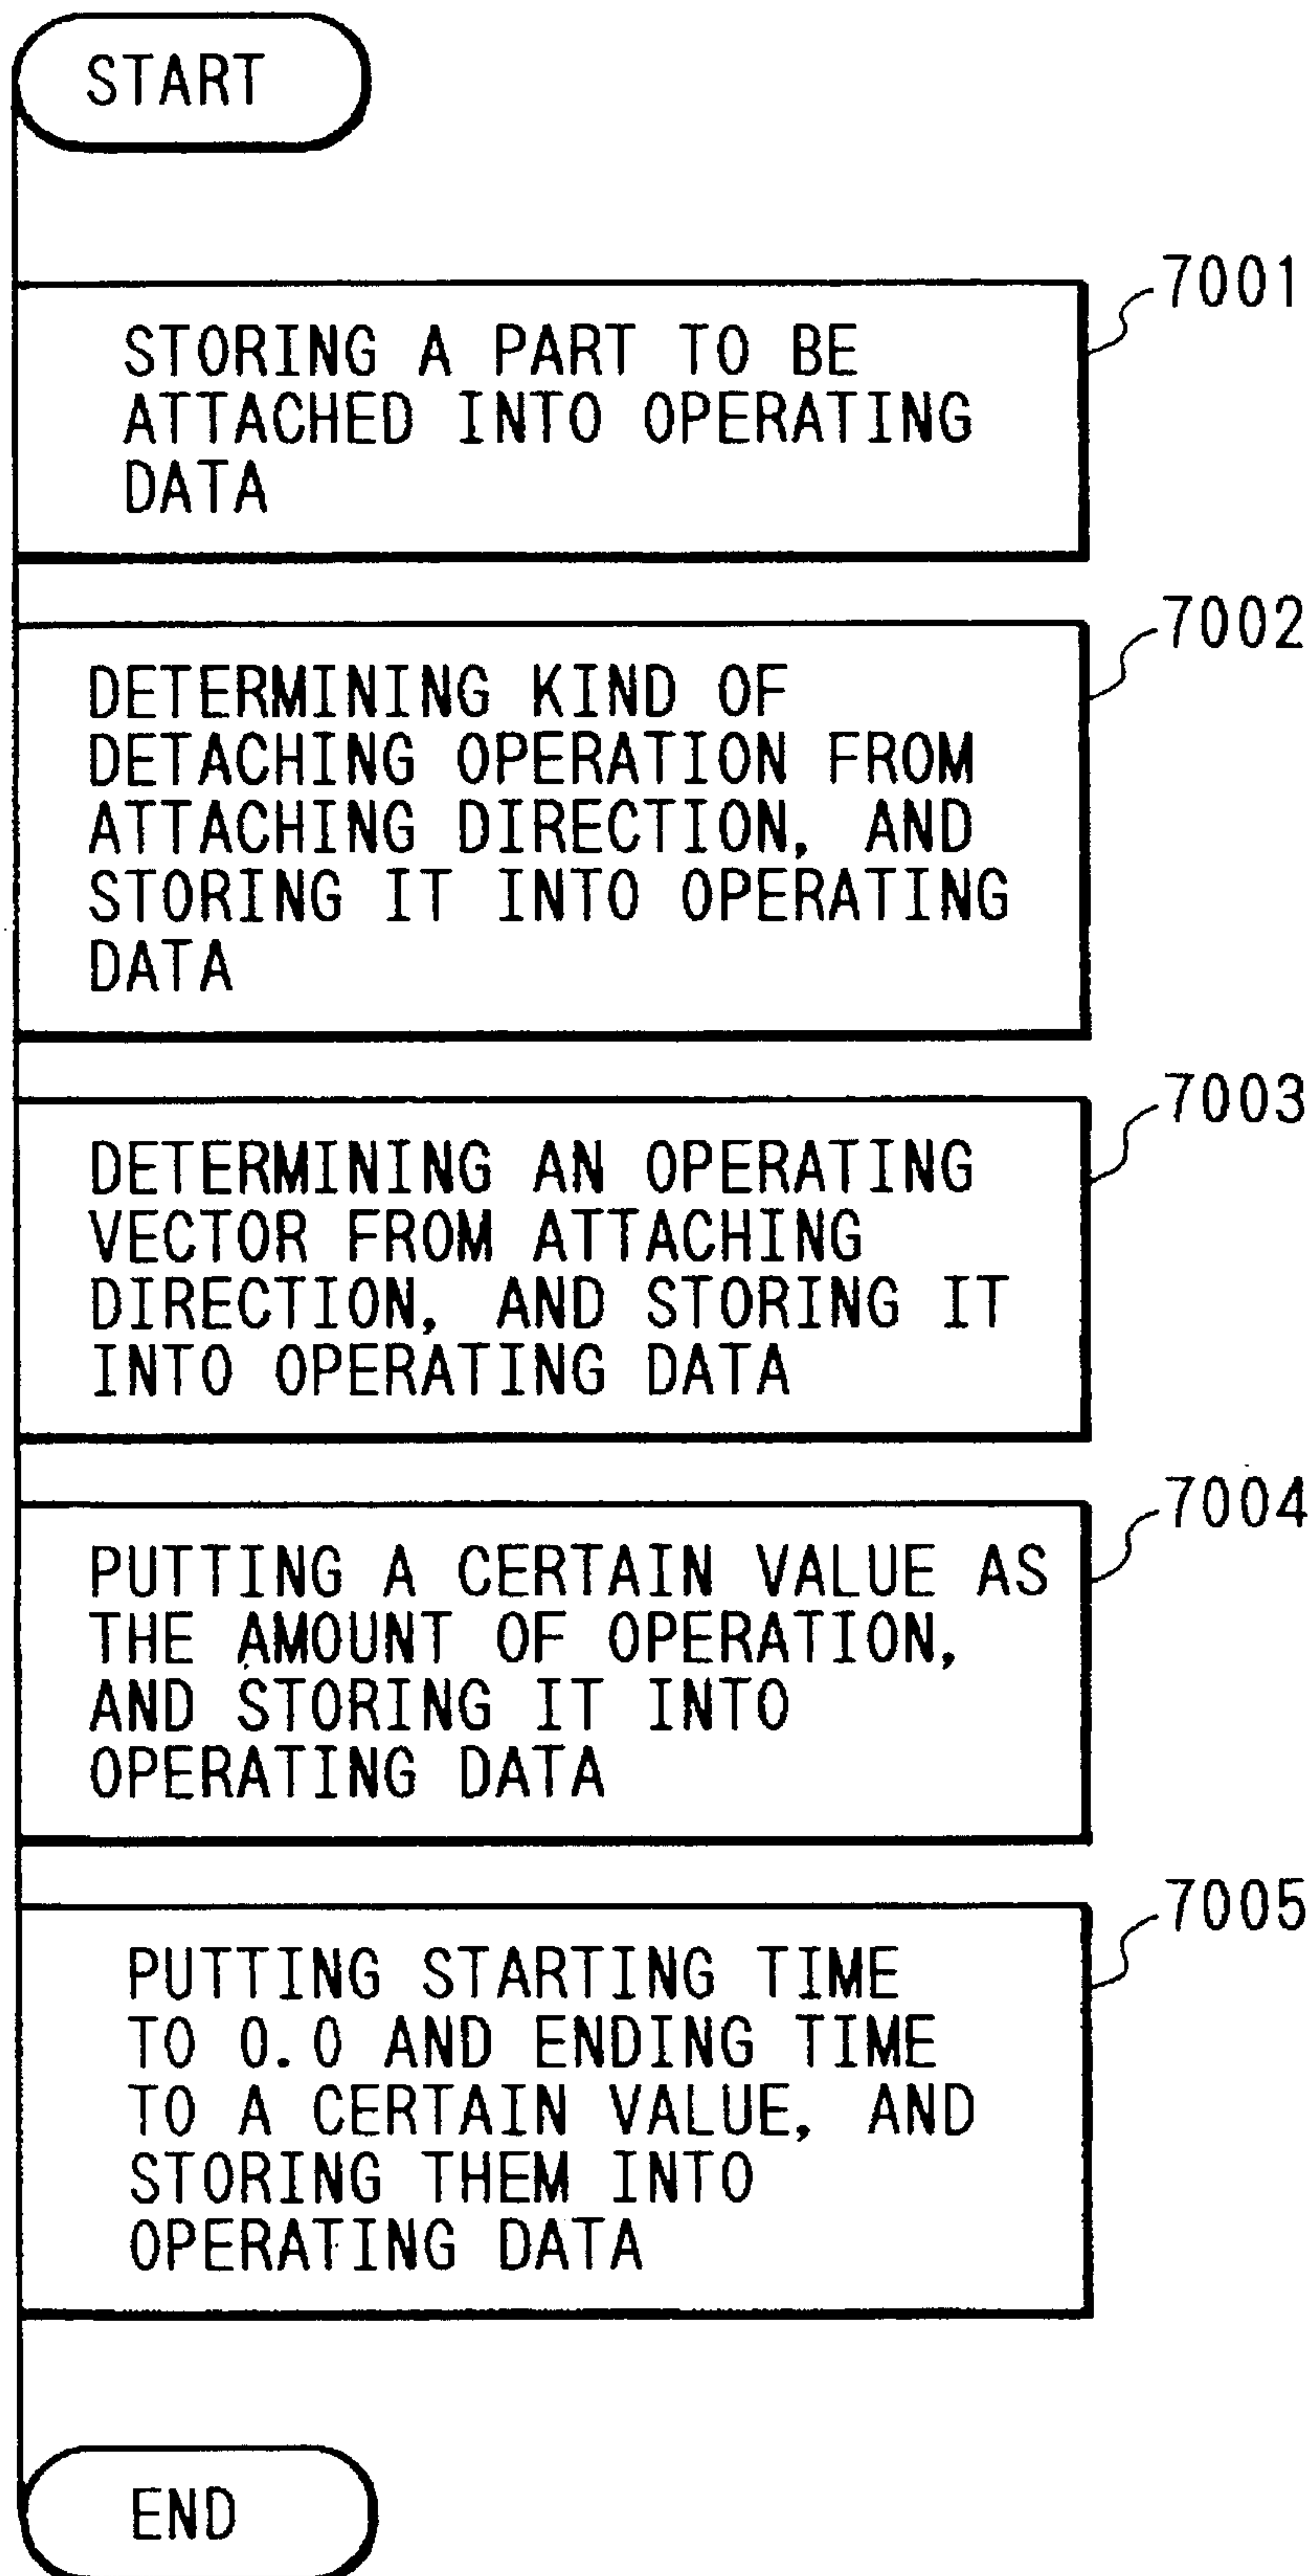 START
7001
STORING A PART TO BE
ATTACHED INTO OPERATING
DATA
7002
DETERMINING KIND OF
DETACHING OPERATION FROM
ATTACHING DIRECTION, AND
STORING IT INTO OPERATING
DATA
7003
DETERMINING AN OPERATING
VECTOR FROM ATTACHING
DIRECTION, AND STORING IT
INTO OPERATING DATA
7004
PUTTING A CERTAIN VALUE AS
THE AMOUNT OF OPERATION,
AND STORING IT INTO
OPERATING DATA
7005
PUTTING STARTING TIME
TO 0.0 AND ENDING TIME
TO A CERTAIN VALUE, AND
STORING THEM INTO
OPERATING DATA
END